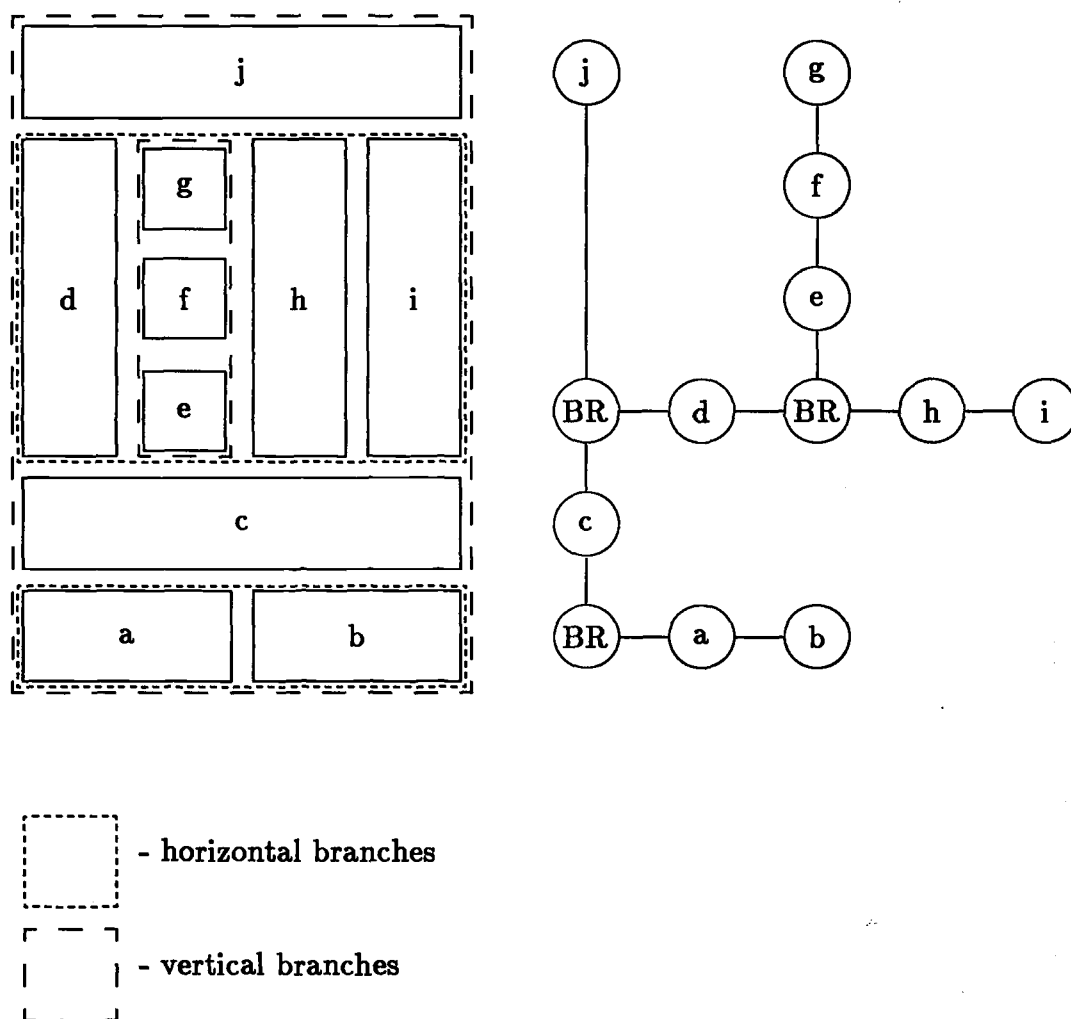 j
j
g
g
f
d
f
h
i
e
e
BR
d
BR
h
i
c
c
a
b
BR
a
b
- horizontal branches
- vertical branches